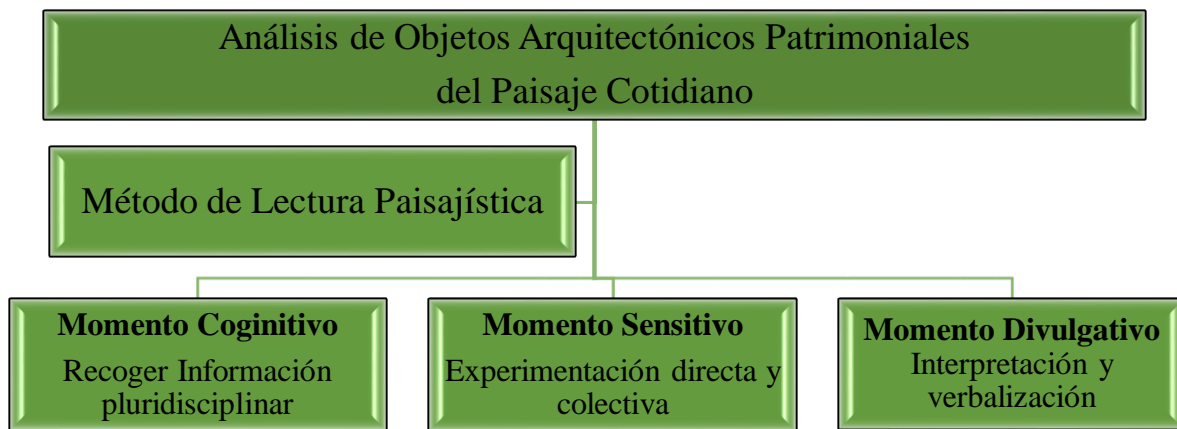 Análisis de Objetos Arquitectónicos Patrimoniales
del Paisaje Cotidiano
Método de Lectura Paisajística
Momento Coginitivo
Recoger Información
pluridisciplinar
Momento Sensitivo
Experimentación directa y
colectiva
Momento Divulgativo
Interpretación y
verbalización